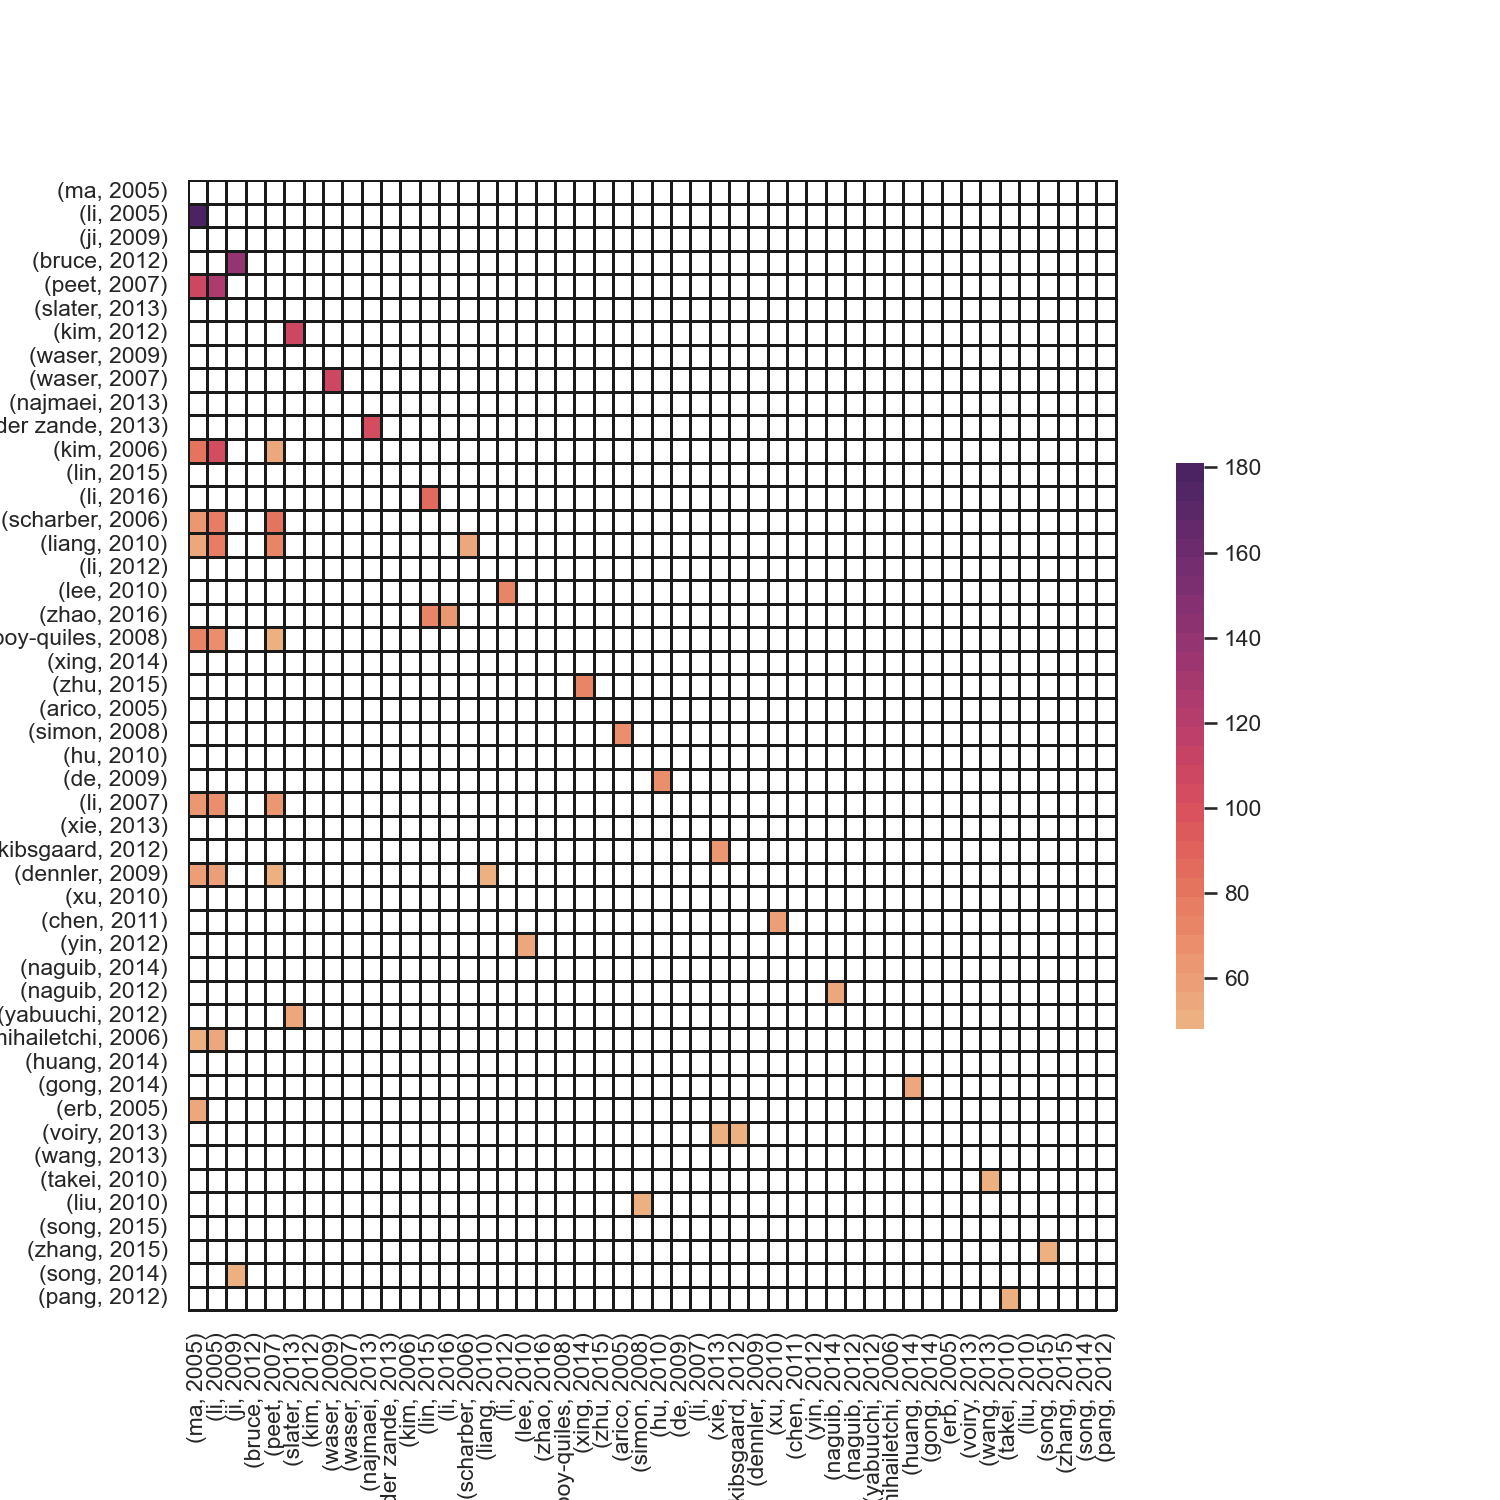 (ma, 2005)
(li, 2005)
(ji, 2009)
(bruce, 2012)
(peet, 2007)
(slater, 2013)
(kim, 2012)
(waser, 2009)
(waser, 2007)
(najmaei, 2013)
der zande, 2013)
(kim, 2006)
(lin, 2015)
(li, 2016)
(scharber, 2006)
(liang, 2010)
(li, 2012)
(lee, 2010)
(zhao, 2016)
boy-quiles, 2008)
(xing, 2014)
(zhu, 2015)
(arico, 2005)
(simon, 2008)
(hu, 2010)
(de, 2009)
(li, 2007)
(xie, 2013)
kibsgaard, 2012)
(dennler, 2009)
(xu, 2010)
(chen, 2011)
(yin, 2012)
(naguib, 2014)
(naguib, 2012)
(yabuuchi, 2012)
mihailetchi, 2006)
(huang, 2014)
(gong, 2014)
(erb, 2005)
(voiry, 2013)
(wang, 2013)
(takei, 2010)
(liu, 2010)
(song, 2015)
(zhang, 2015)
(song, 2014)
(pang, 2012)
180
160
140
120
100
80
60
(ma, 2005)
(li, 2005)
(ji, 2009)
(bruce, 2012)
(peet, 2007)
(slater, 2013)
(kim, 2012)
(waser, 2009)
(waser, 2007)
(najmaei, 2013)
der zande, 2013)
(kim, 2006)
(lin, 2015)
(li, 2016)
(scharber, 2006)
(liang, 2010)
(li, 2012)
(lee, 2010)
(zhao, 2016)
boy-quiles, 2008)
(xing, 2014)
(zhu, 2015)
(arico, 2005)
(simon, 2008)
(hu, 2010)
(de, 2009)
(li, 2007)
(xie, 2013)
kibsgaard, 2012)
(dennler, 2009)
(xu, 2010)
(chen, 2011)
(yin, 2012)
(naguib, 2014)
(naguib, 2012)
(yabuuchi, 2012)
mihailetchi, 2006)
(huang, 2014)
(gong, 2014)
(erb, 2005)
(voiry, 2013)
(wang, 2013)
(takei, 2010)
(liu, 2010)
(song, 2015)
(zhang, 2015)
(song, 2014)
(pang, 2012)